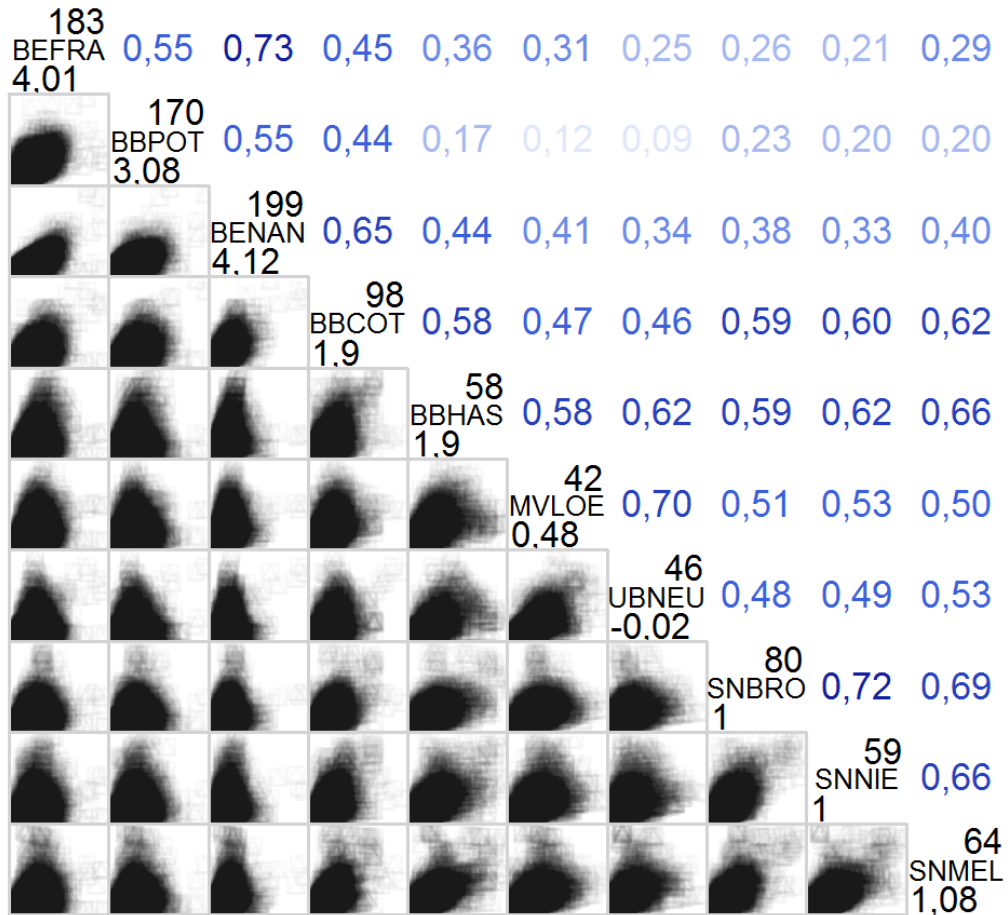 183
BEFRA 0,55 0,73 0,45 0,36 0,31 0,25 0,26 0,21 0,29
4,01
170
BBPOT 0,55 0,44 0,17 0,12 0,09 0,23 0,20 0,20
3,08
199
BENAN 0,65 0,44 0,41 0,34 0,38 0,33 0,40
4,12
98
BBCOT 0,58 0,47 0,46 0,59 0,60 0,62
1,9
58
BBHAS 0,58 0,62 0,59 0,62 0,66
1,9
42
MVLOE 0,70 0,51 0,53 0,50
0,48
46
UBNEU 0,48 0,49 0,53
-0,02
80
SNBRO 0,72 0,69
1
59
SNNIE 0,66
1
64
SNMEL
1,08